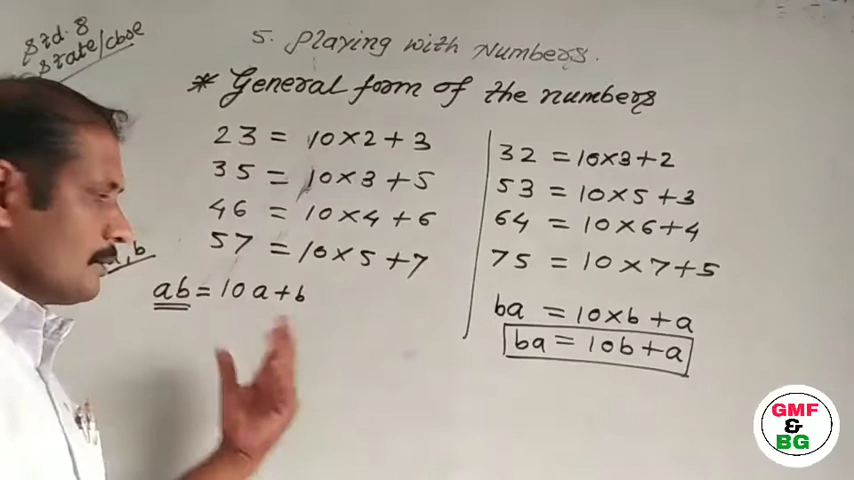 Std. 8
State/cbse
5. Playing with Numbers.
* General form of the numbers
23 = 10×2+3
35 = 10×3+5
46 = 10×4+6
57 = 10×5+7
, b
ab = 10a+b
32 = 10×3+2
53 = 10×5+3
64 = 10×6+4
75 = 10×7+5
ba = 10×b+a
ba = 10b+a
GMF
&
BG